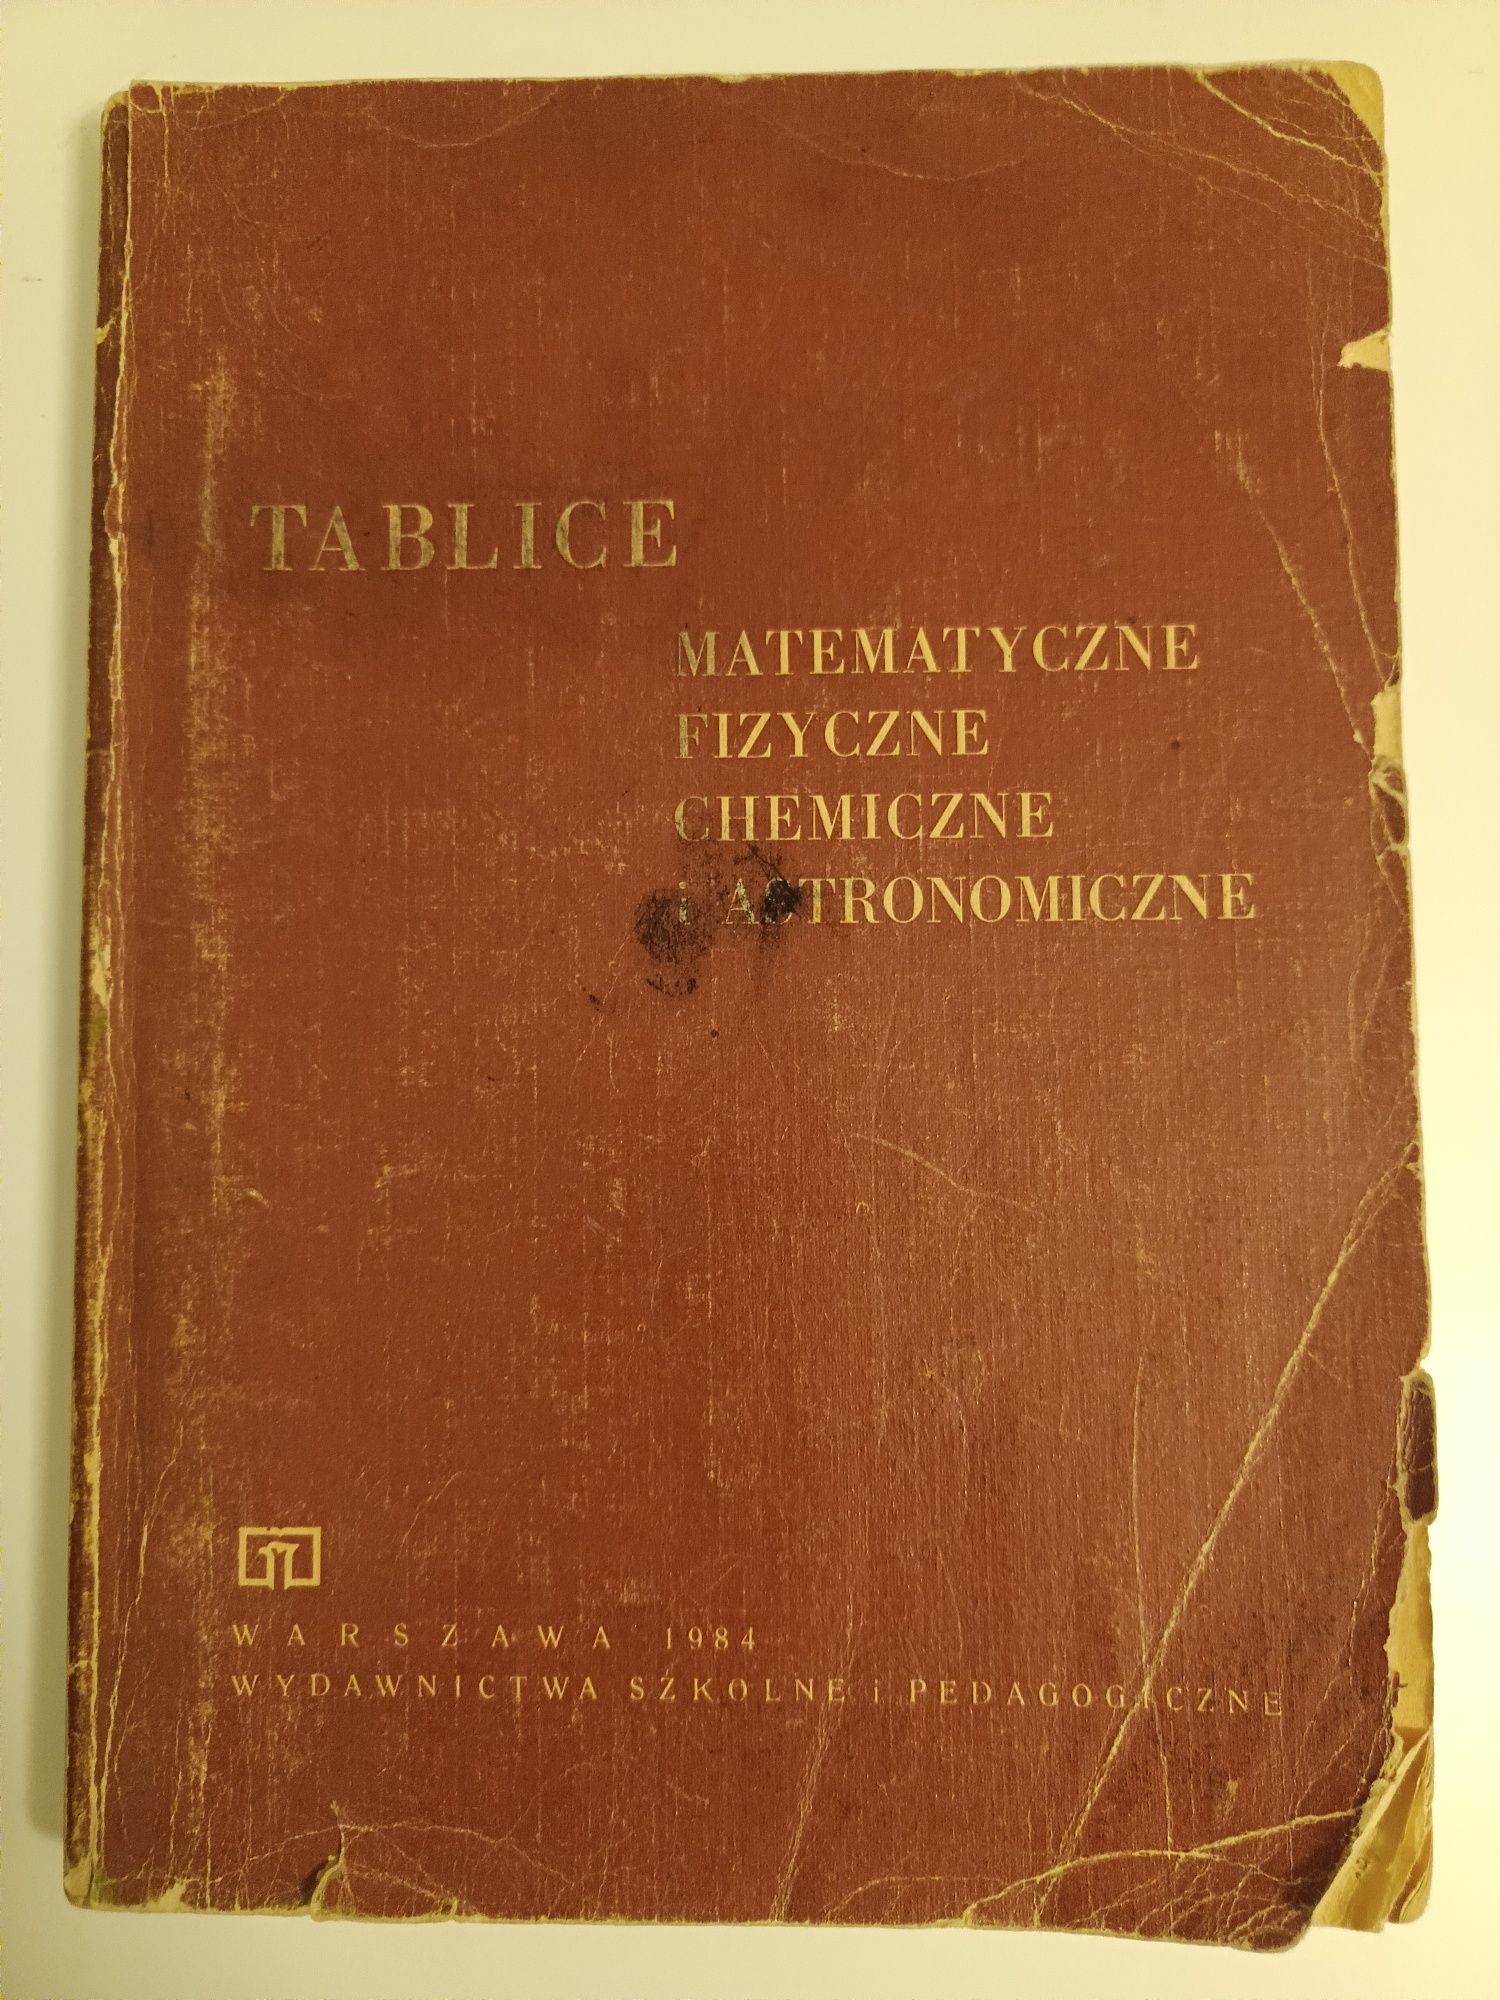 TABLICE
MATEMATYCZNE
FIZYCZNE
CHEMICZNE
i ASTRONOMICZNE
WARSZAWA 1984
WYDAWNICTWA SZKOLNE i PEDAGOGICZNE